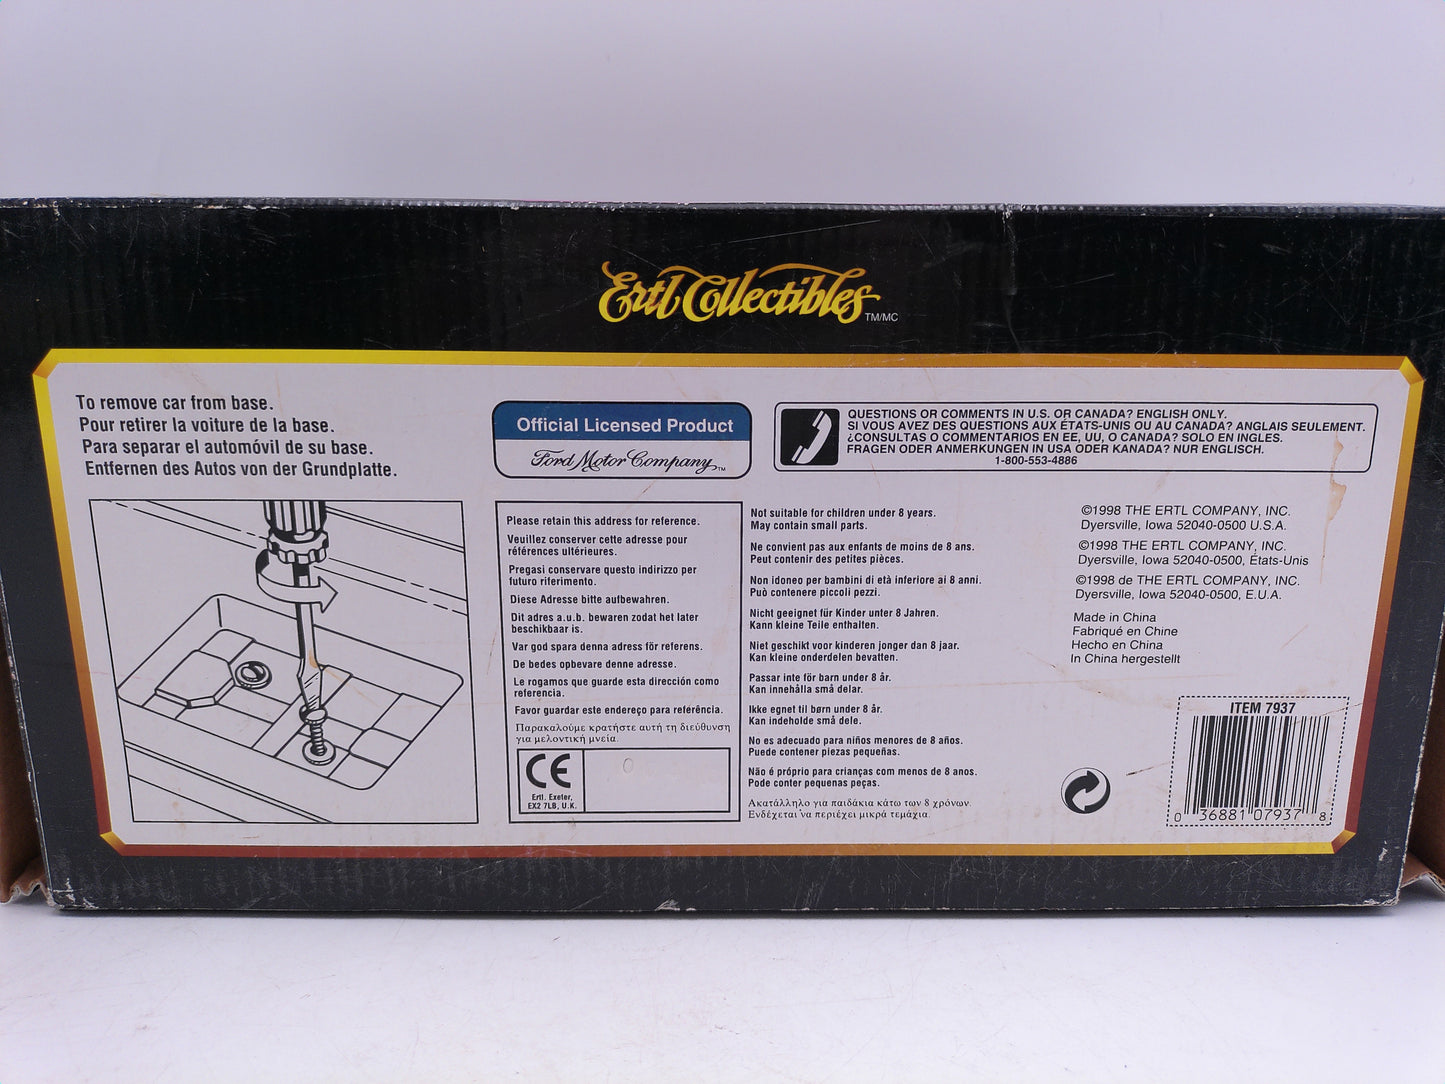 Ertl Collectibles TM/MC
To remove car from base.
Pour retirer la voiture de la base.
Para separar el automóvil de su base.
Entfernen des Autos von der Grundplatte.
Official Licensed Product
Ford Motor Company TM
QUESTIONS OR COMMENTS IN U.S. OR CANADA? ENGLISH ONLY.
SI VOUS AVEZ DES QUESTIONS AUX ÉTATS-UNIS OU AU CANADA? ANGLAIS SEULEMENT.
¿CONSULTAS O COMMENTARIOS EN EE, UU, O CANADA? SOLO EN INGLES.
FRAGEN ODER ANMERKUNGEN IN USA ODER KANADA? NUR ENGLISCH.
1-800-553-4886
Please retain this address for reference.
Veuillez conserver cette adresse pour
références ultérieures.
Pregasi conservare questo indirizzo per
futuro riferimento.
Diese Adresse bitte aufbewahren.
Dit adres a.u.b. bewaren zodat het later
beschikbaar is.
Var god spara denna adress för referens.
De bedes opbevare denne adresse.
Le rogamos que guarde esta dirección como
referencia.
Favor guardar este endereço para referência.
Παρακαλούμε κρατήστε αυτή τη διεύθυνση
για μελοντική μνεία.
CE
Ertl. Exeter,
EX2 7LB, U.K.
Not suitable for children under 8 years.
May contain small parts.
Ne convient pas aux enfants de moins de 8 ans.
Peut contenir des petites pièces.
Non idoneo per bambini di età inferiore ai 8 anni.
Può contenere piccoli pezzi.
Nicht geeignet für Kinder unter 8 Jahren.
Kann kleine Teile enthalten.
Niet geschikt voor kinderen jonger dan 8 jaar.
Kan kleine onderdelen bevatten.
Passar inte för barn under 8 år.
Kan innehålla små delar.
Ikke egnet til børn under 8 år.
Kan indeholde små dele.
No es adecuado para niños menores de 8 años.
Puede contener piezas pequeñas.
Não é próprio para crianças com menos de 8 anos.
Pode conter pequenas peças.
Ακατάλληλο για παιδάκια κάτω των 8 χρόνων.
Ενδέχεται να περιέχει μικρά τεμάχια.
©1998 THE ERTL COMPANY, INC.
Dyersville, Iowa 52040-0500 U.S.A.
©1998 THE ERTL COMPANY, INC.
Dyersville, Iowa 52040-0500, États-Unis
©1998 de THE ERTL COMPANY, INC.
Dyersville, Iowa 52040-0500, E.U.A.
Made in China
Fabriqué en Chine
Hecho en China
In China hergestellt
ITEM 7937
0 36881 07937 8